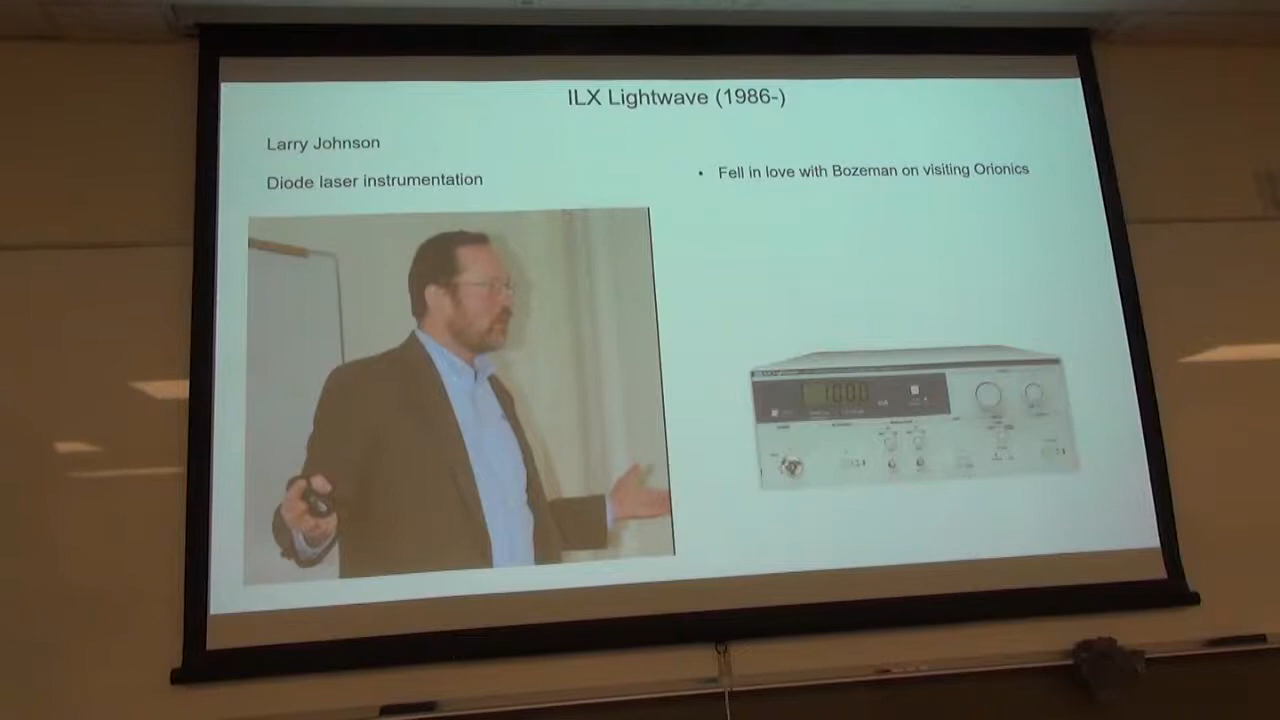 ILX Lightwave (1986-)
Larry Johnson
Diode laser instrumentation
• Fell in love with Bozeman on visiting Orionics